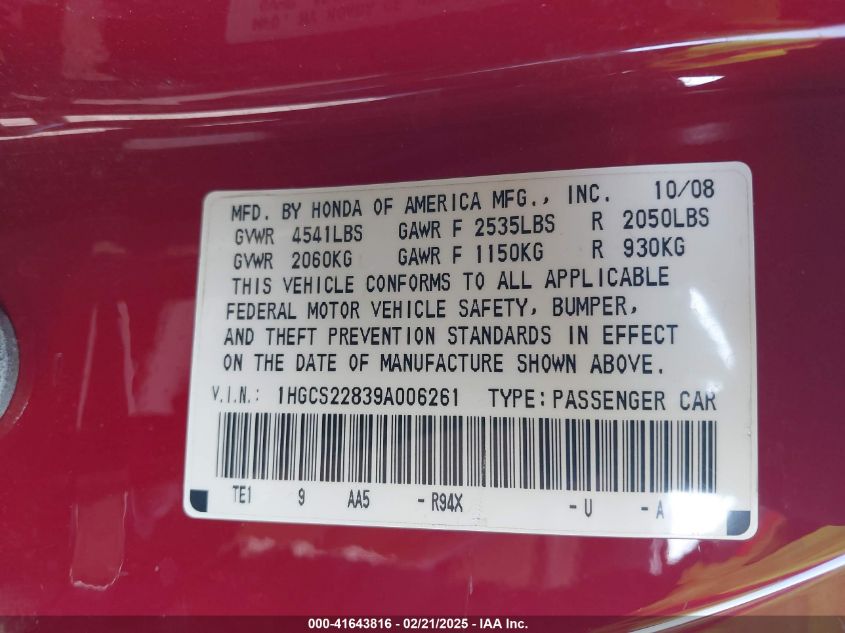 MFD. BY HONDA OF AMERICA MFG., INC. 10/08
GVWR 4541LBS GAWR F 2535LBS R 2050LBS
GVWR 2060KG GAWR F 1150KG R 930KG
THIS VEHICLE CONFORMS TO ALL APPLICABLE
FEDERAL MOTOR VEHICLE SAFETY, BUMPER,
AND THEFT PREVENTION STANDARDS IN EFFECT
ON THE DATE OF MANUFACTURE SHOWN ABOVE.
V.I.N.: 1HGCS22839A006261 TYPE:PASSENGER CAR
TE1 9 AA5 -R94X -U -A
000-41643816 - 02/21/2025 - IAA Inc.